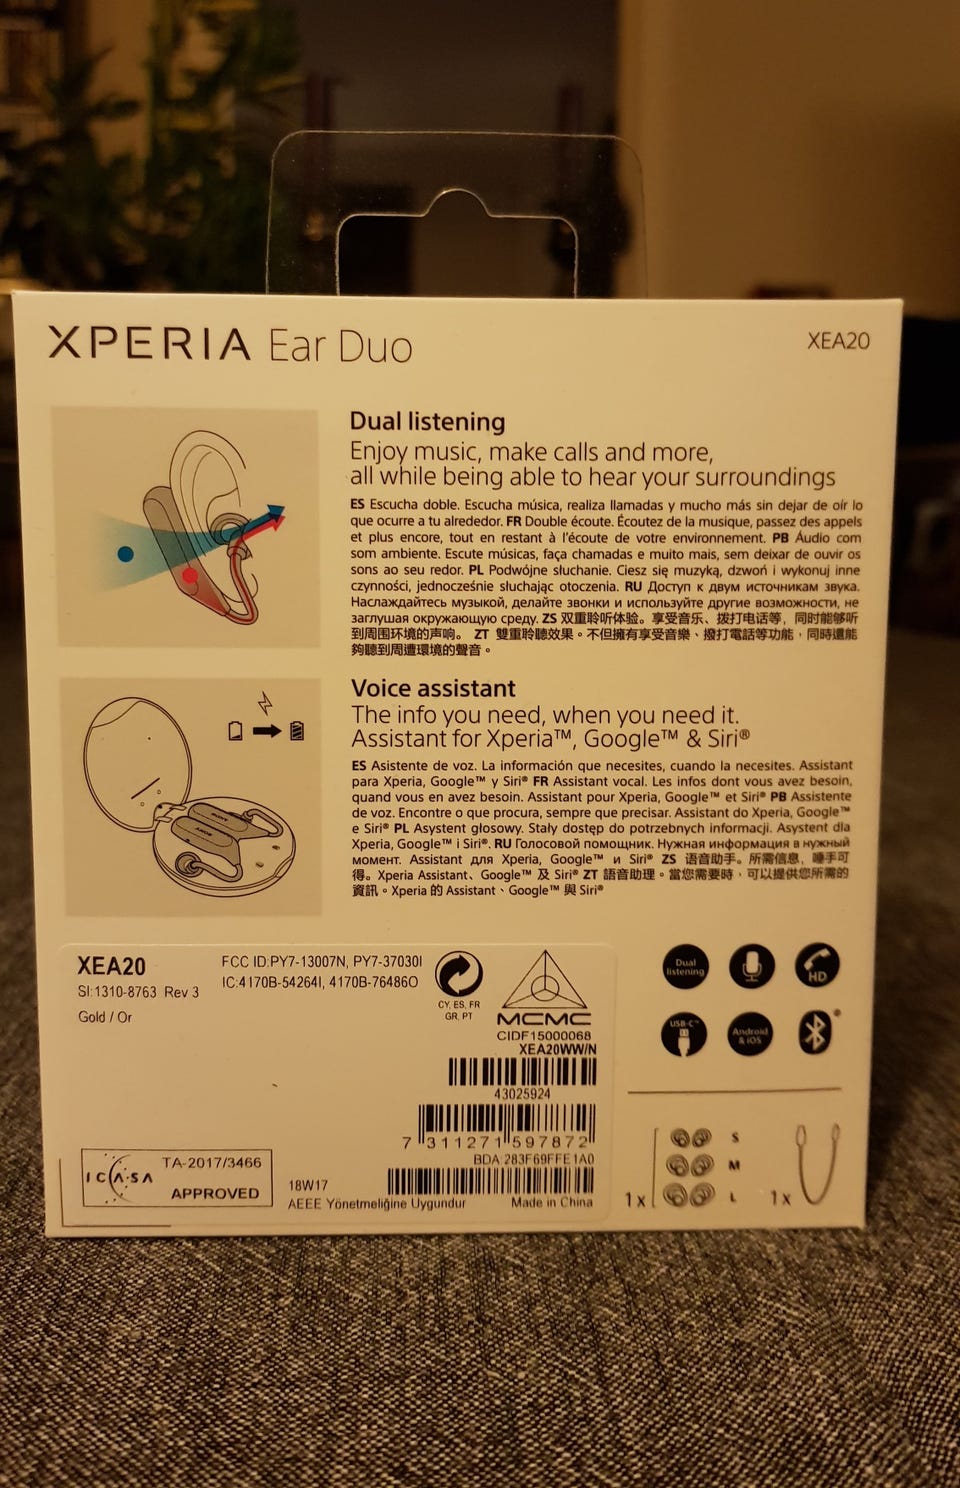 XPERIA Ear Duo
XEA20
Dual listening
Enjoy music, make calls and more,
all while being able to hear your surroundings
ES Escucha doble. Escucha música, realiza llamadas y mucho más sin dejar de oír lo
que ocurre a tu alrededor. FR Double écoute. Écoutez de la musique, passez des appels
et plus encore, tout en restant à l'écoute de votre environnement. PB Áudio com
som ambiente. Escute músicas, faça chamadas e muito mais, sem deixar de ouvir os
sons ao seu redor. PL Podwójne słuchanie. Ciesz się muzyką, dzwoń i wykonuj inne
czynności, jednocześnie słuchając otoczenia. RU Доступ к двум источникам звука.
Наслаждайтесь музыкой, делайте звонки и используйте другие возможности, не
заглушая окружающую среду. ZS 双重聆听体验。享受音乐、拨打电话等，同时能够听
到周围环境的声响。 ZT 雙重聆聽效果。不但擁有享受音樂、撥打電話等功能，同時還能
夠聽到周遭環境的聲音。
Voice assistant
The info you need, when you need it.
Assistant for Xperia™, Google™ & Siri®
ES Asistente de voz. La información que necesites, cuando la necesites. Assistant
para Xperia, Google™ y Siri® FR Assistant vocal. Les infos dont vous avez besoin,
quand vous en avez besoin. Assistant pour Xperia, Google™ et Siri® PB Assistente
de voz. Encontre o que procura, sempre que precisar. Assistant do Xperia, Google™
e Siri® PL Asystent głosowy. Stały dostęp do potrzebnych informacji. Asystent dla
Xperia, Google™ i Siri®. RU Голосовой помощник. Нужная информация в нужный
момент. Assistant для Xperia, Google™ и Siri® ZS 语音助手。所需信息，唾手可
得。Xperia Assistant、Google™ 及 Siri® ZT 語音助理。當您需要時，可以提供您所需的
資訊。Xperia 的 Assistant、Google™ 與 Siri®
SONY
SONY
XEA20
SI:1310-8763 Rev 3
Gold / Or
FCC ID:PY7-13007N, PY7-37030I
IC:4170B-54264I, 4170B-76486O
CY, ES, FR
GR, PT
MCMC
CIDF15000068
XEA20WW/N
43025924
7 311271 597872
BDA 283F69FFE1A0
ICASA
TA-2017/3466
APPROVED
18W17
AEEE Yönetmeliğine Uygundur
Made in China
Dual
listening
HD
USB-C™
Android
& iOS
S
M
1x
L
1x